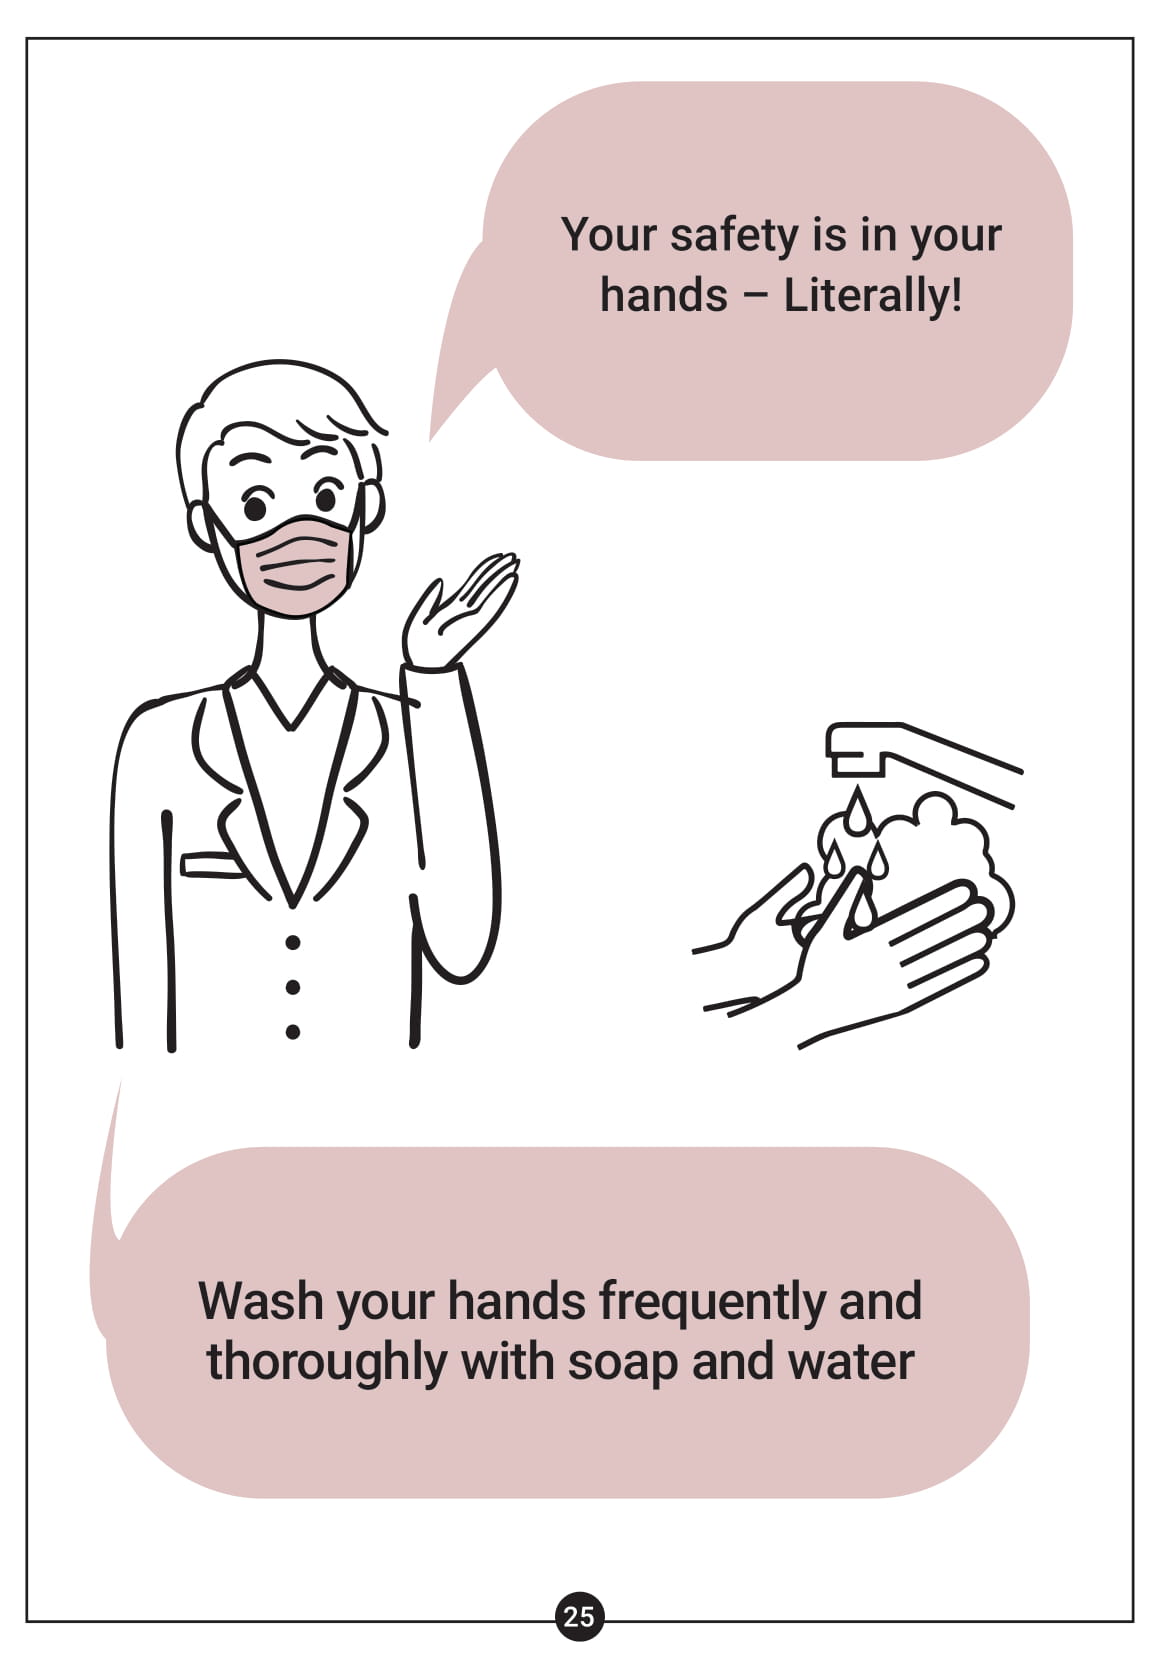 Your safety is in your
hands – Literally!
Wash your hands frequently and
thoroughly with soap and water
25